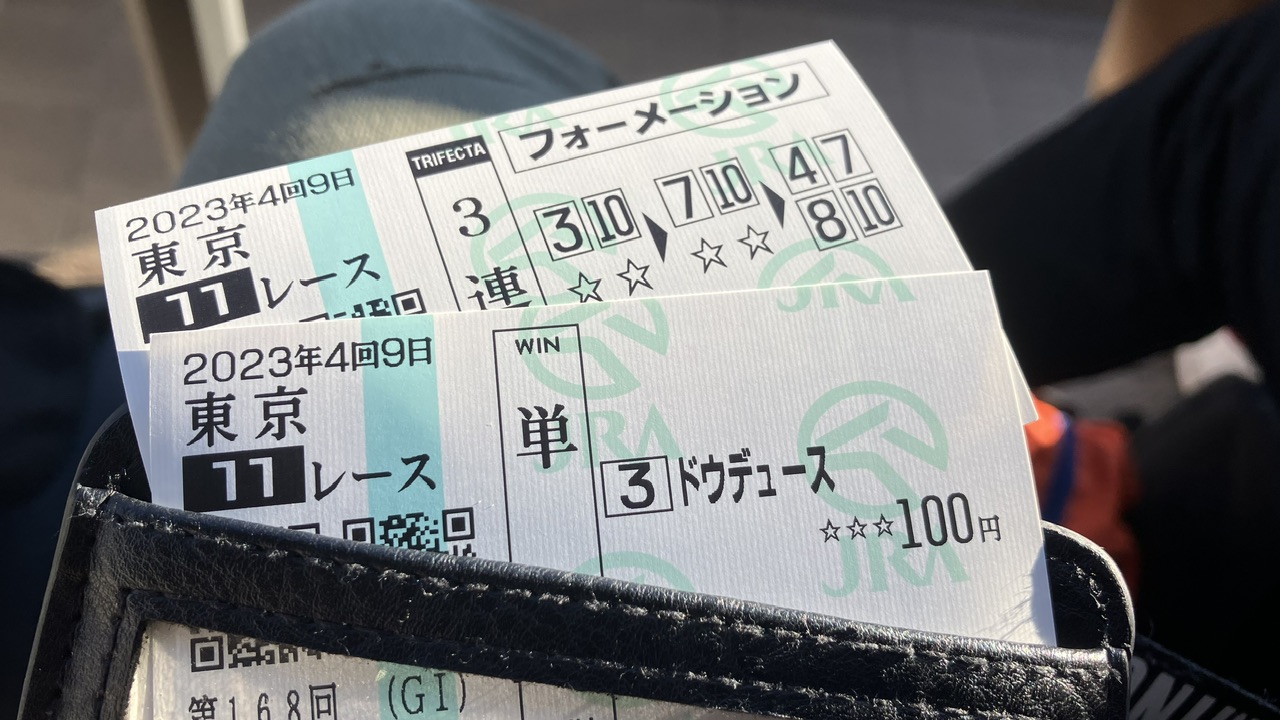 フォーメーション
TRIFECTA
3連
2023年4回9日
東京
11レース
3 10 ▶ 7 10 ▶ 4 7
8 10
☆ ☆ ☆ ☆
JRA
2023年4回9日
東京
11レース
WIN
単
3 ドウデュース
☆☆☆100円
JRA
JRA
第168回 (GI)